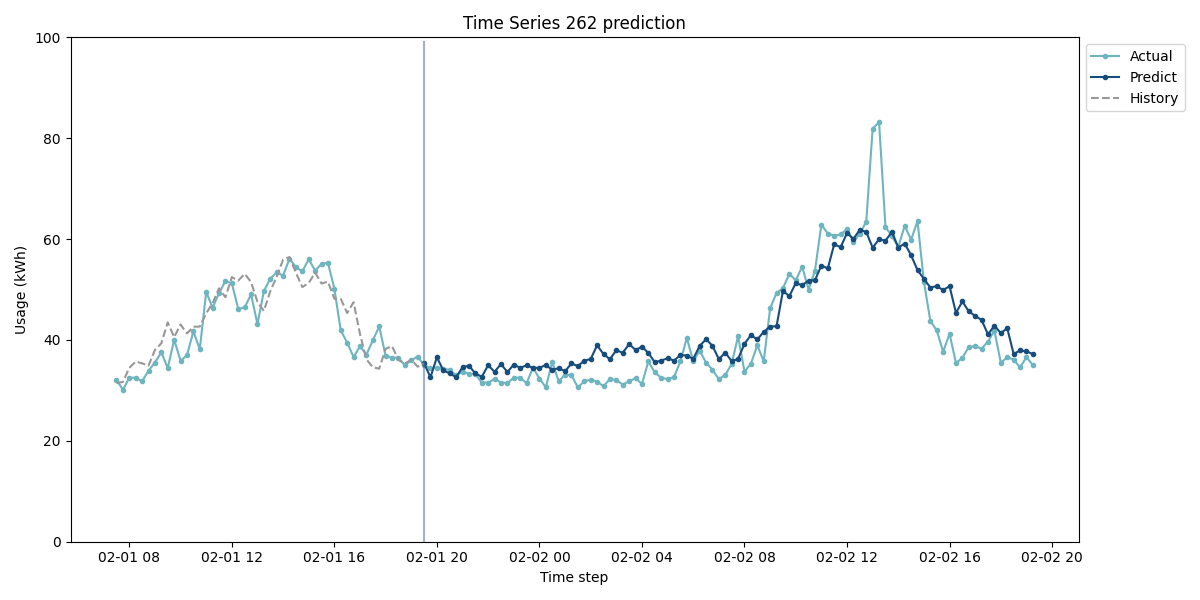 Time Series 262 prediction
Usage (kWh)
100
80
60
40
20
0
02-01 08
02-01 12
02-01 16
02-01 20
02-02 00
02-02 04
02-02 08
02-02 12
02-02 16
02-02 20
Time step
Actual
Predict
History